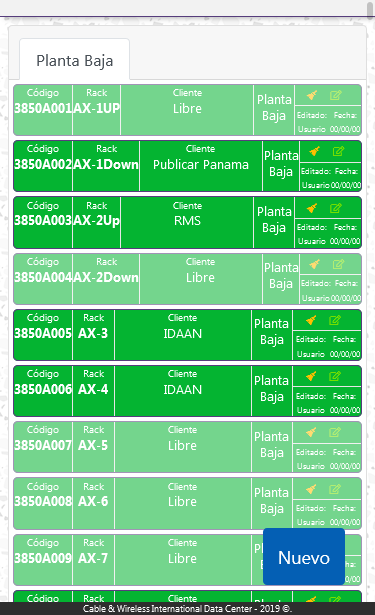 Planta Baja
Código Rack Cliente Planta Baja
3850A001 AX-1UP Libre
Editado: Fecha:
Usuario 00/00/00
Código Rack Cliente Planta Baja
3850A002 AX-1Down Publicar Panama
Editado: Fecha:
Usuario 00/00/00
Código Rack Cliente Planta Baja
3850A003 AX-2Up RMS
Editado: Fecha:
Usuario 00/00/00
Código Rack Cliente Planta Baja
3850A004 AX-2Down Libre
Editado: Fecha:
Usuario 00/00/00
Código Rack Cliente Planta Baja
3850A005 AX-3 IDAAN
Editado: Fecha:
Usuario 00/00/00
Código Rack Cliente Planta Baja
3850A006 AX-4 IDAAN
Editado: Fecha:
Usuario 00/00/00
Código Rack Cliente Planta Baja
3850A007 AX-5 Libre
Editado: Fecha:
Usuario 00/00/00
Código Rack Cliente Planta Baja
3850A008 AX-6 Libre
Editado: Fecha:
Usuario 00/00/00
Código Rack Cliente
3850A009 AX-7 Libre
Nuevo
Código Rack Cliente
Cable & Wireless International Data Center - 2019 ©.